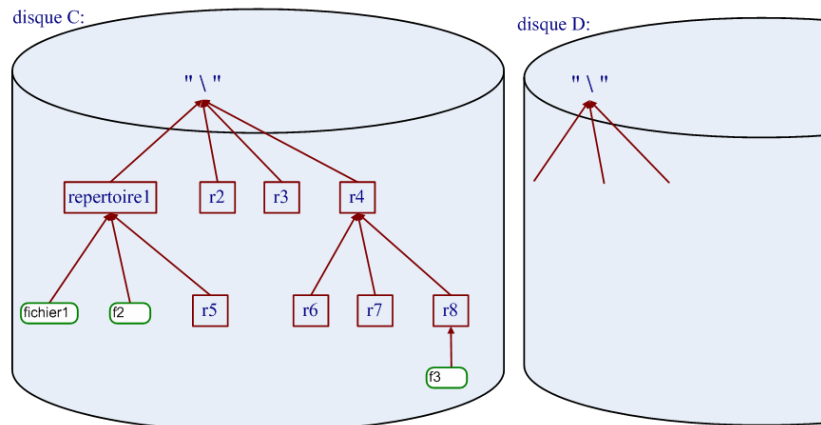 disque C:
disque D:
" \ "
" \ "
repertoire1
r2
r3
r4
fichier1
f2
r5
r6
r7
r8
f3